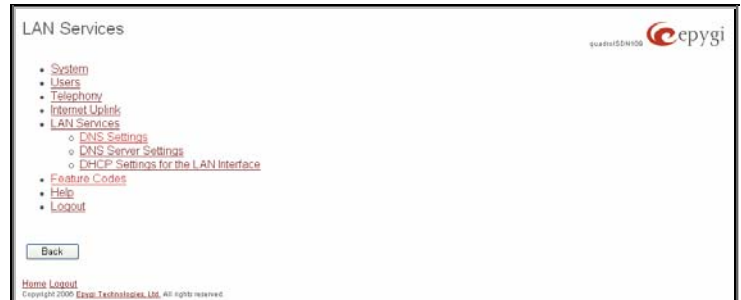 LAN Services
epygi
System
Users
Telephony
Internet Uplink
LAN Services
DNS Settings
DNS Server Settings
DHCP Settings for the LAN Interface
Feature Codes
Help
Logout
Back
Home Logout
Copyright 2006 Epygi Technologies, Ltd. All rights reserved.